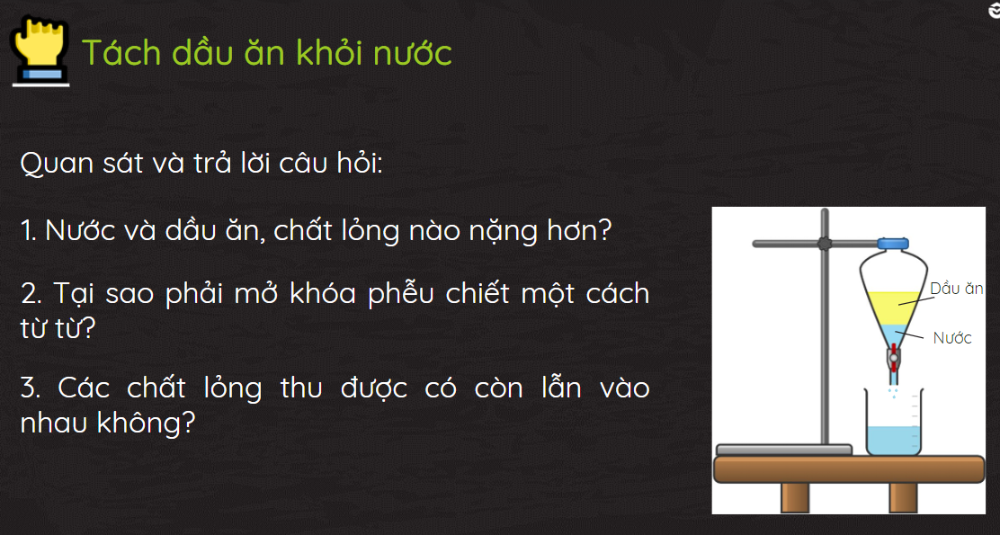 Tách dầu ăn khỏi nước
Quan sát và trả lời câu hỏi:
1. Nước và dầu ăn, chất lỏng nào nặng hơn?
2. Tại sao phải mở khóa phễu chiết một cách
từ từ?
3. Các chất lỏng thu được có còn lẫn vào
nhau không?
Dầu ăn
Nước